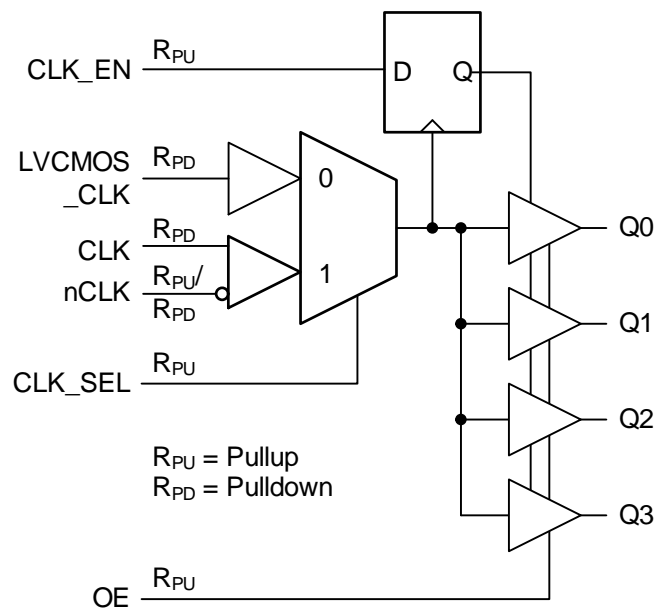 CLK_EN
RPU
D
Q
LVCMOS
_CLK
RPD
0
CLK
RPD
1
nCLK
RPU/
RPD
CLK_SEL
RPU
Q0
Q1
Q2
Q3
RPU = Pullup
RPD = Pulldown
OE
RPU